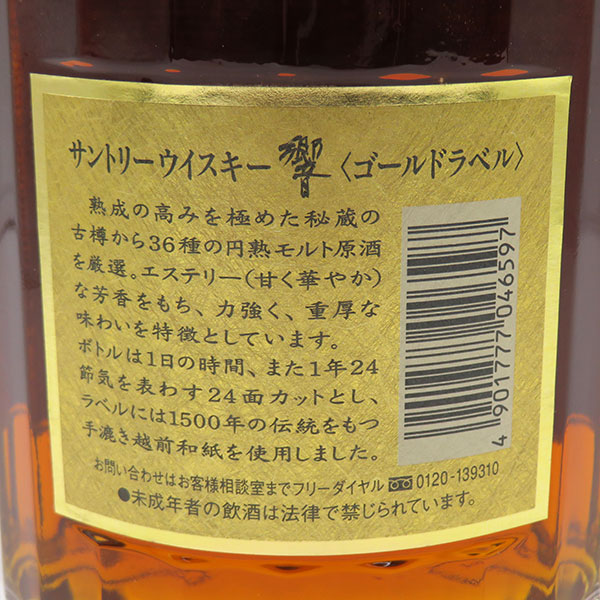 サントリーウイスキー 響〈ゴールドラベル〉
熟成の高みを極めた秘蔵の
古樽から36種の円熟モルト原酒
を厳選。エステリー(甘く華やか)
な芳香をもち、力強く、重厚な
味わいを特徴としています。
ボトルは1日の時間、また1年24
節気を表わす24面カットとし、
ラベルには1500年の伝統をもつ
手漉き越前和紙を使用しました。
4 901777 046597
お問い合わせはお客様相談室までフリーダイヤル 0120-139310
●未成年者の飲酒は法律で禁じられています。